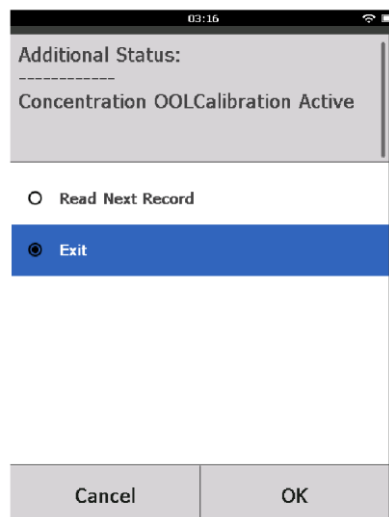 03:16
Additional Status:
------------
Concentration OOLCalibration Active
Read Next Record
Exit
Cancel
OK